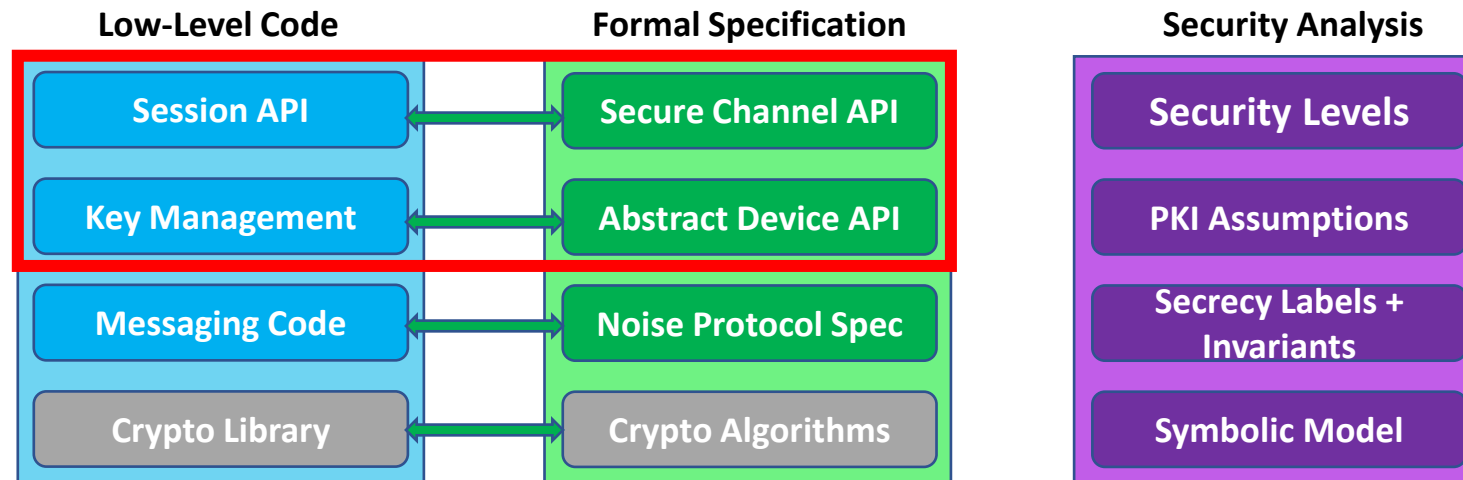 Low-Level Code
Formal Specification
Security Analysis
Session API
Secure Channel API
Security Levels
Key Management
Abstract Device API
PKI Assumptions
Messaging Code
Noise Protocol Spec
Secrecy Labels +
Invariants
Crypto Library
Crypto Algorithms
Symbolic Model